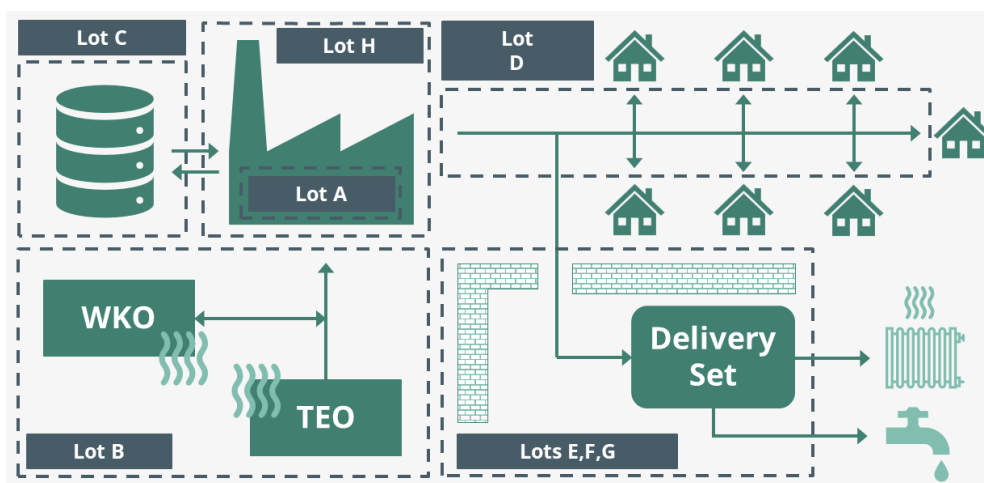 Lot C
Lot H
Lot
D
Lot A
WKO
TEO
Lot B
Delivery
Set
Lots E,F,G